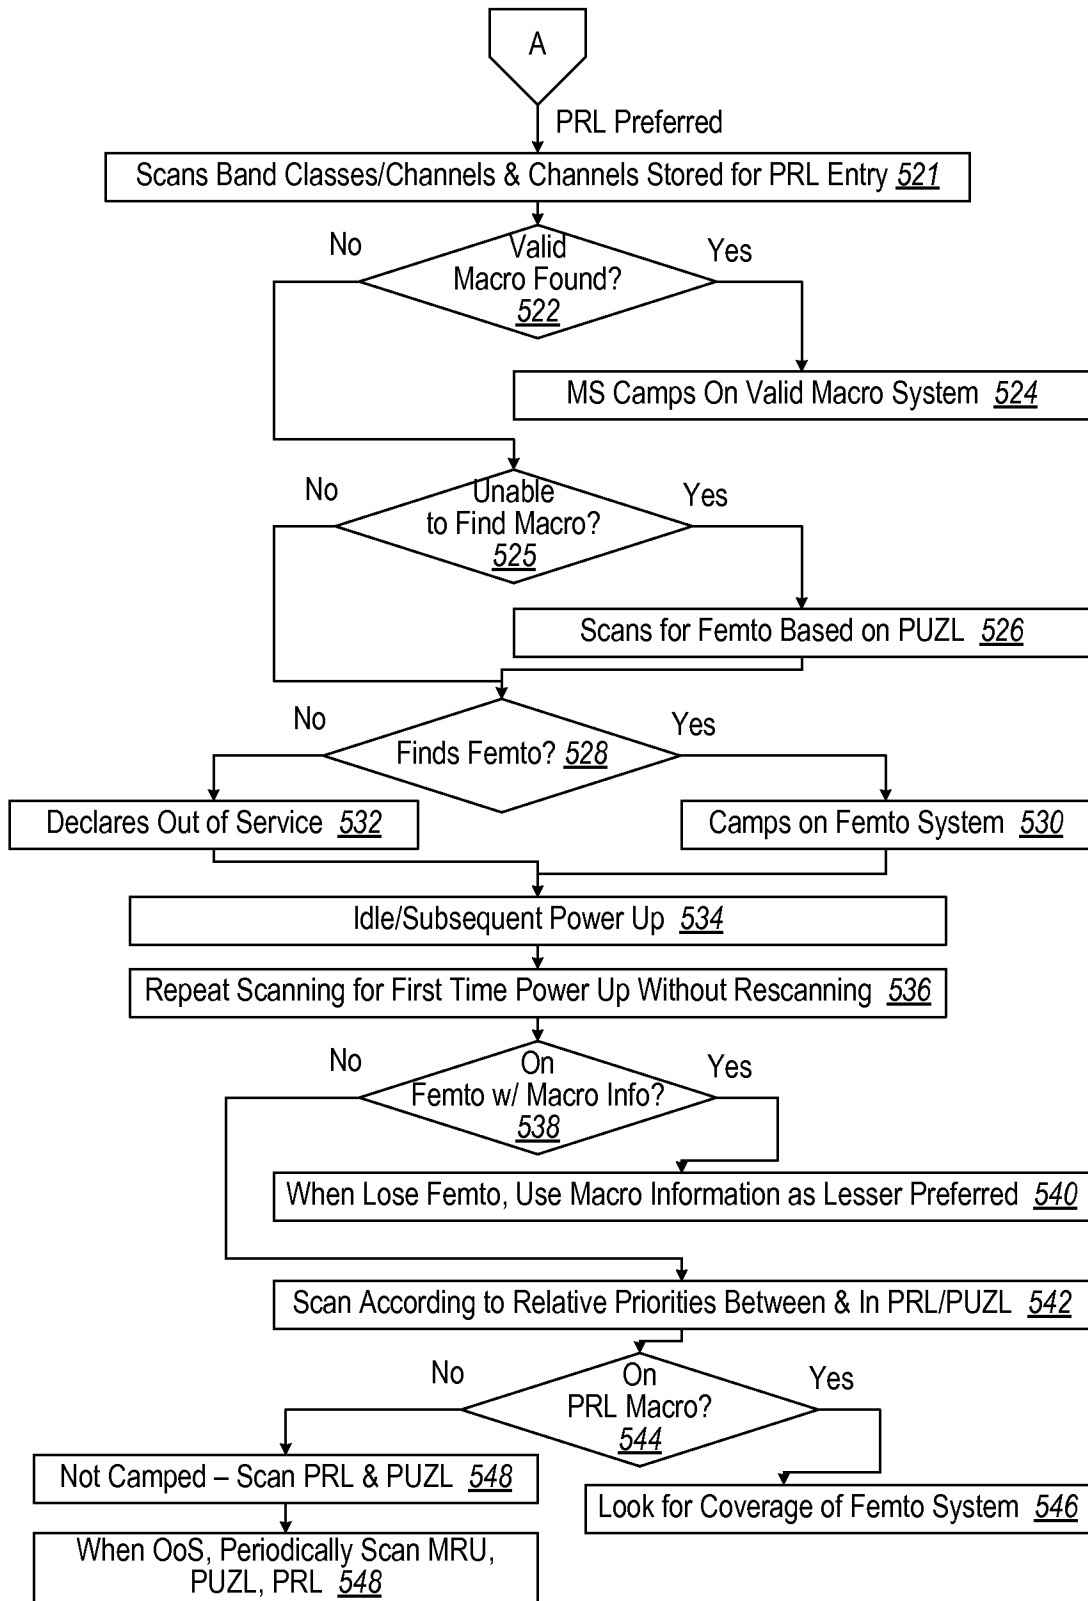 A
PRL Preferred
Scans Band Classes/Channels & Channels Stored for PRL Entry 521
No
Valid
Macro Found?
522
Yes
MS Camps On Valid Macro System 524
No
Unable
to Find Macro?
525
Yes
Scans for Femto Based on PUZL 526
No
Finds Femto? 528
Yes
Declares Out of Service 532
Camps on Femto System 530
Idle/Subsequent Power Up 534
Repeat Scanning for First Time Power Up Without Rescanning 536
No
On
Femto w/ Macro Info?
538
Yes
When Lose Femto, Use Macro Information as Lesser Preferred 540
Scan According to Relative Priorities Between & In PRL/PUZL 542
No
On
PRL Macro?
544
Yes
Not Camped – Scan PRL & PUZL 548
Look for Coverage of Femto System 546
When OoS, Periodically Scan MRU,
PUZL, PRL 548